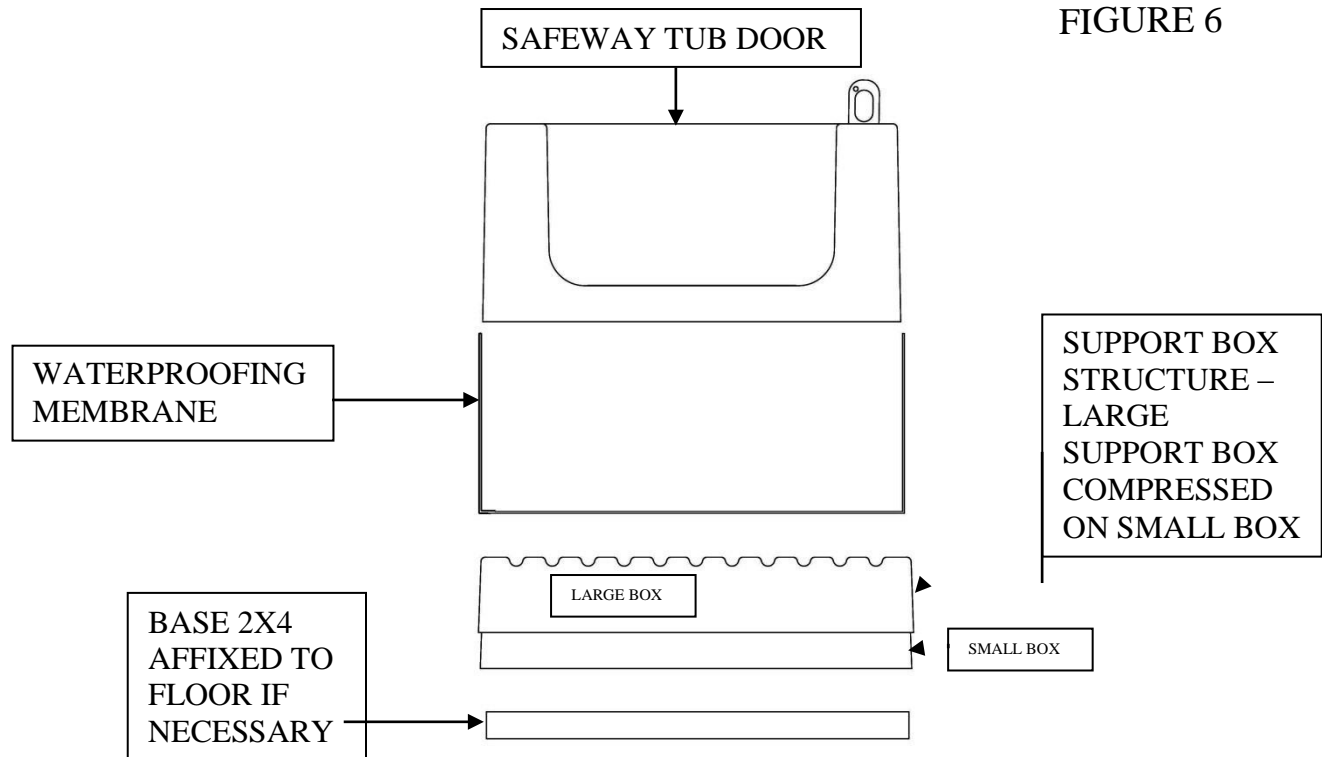 FIGURE 6
SAFEWAY TUB DOOR
WATERPROOFING
MEMBRANE
SUPPORT BOX
STRUCTURE –
LARGE
SUPPORT BOX
COMPRESSED
ON SMALL BOX
LARGE BOX
SMALL BOX
BASE 2X4
AFFIXED TO
FLOOR IF
NECESSARY